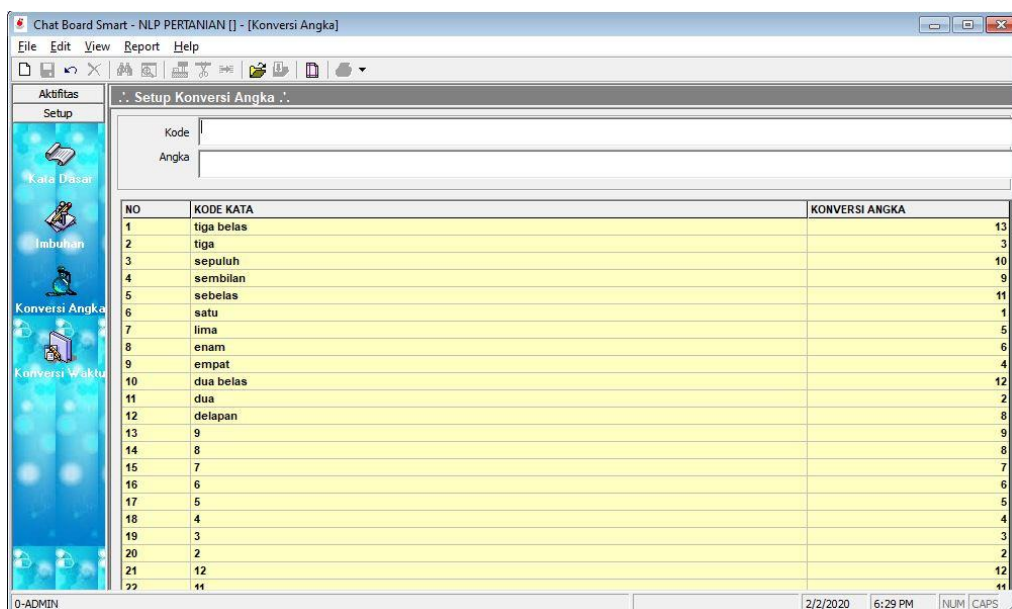 Chat Board Smart - NLP PERTANIAN [] - [Konversi Angka]
File Edit View Report Help
Aktifitas
.:. Setup Konversi Angka .:.
Setup
Kode
Angka
Kata Dasar
Imbuhan
Konversi Angka
Konversi Waktu
NO KODE KATA KONVERSI ANGKA
1 tiga belas 13
2 tiga 3
3 sepuluh 10
4 sembilan 9
5 sebelas 11
6 satu 1
7 lima 5
8 enam 6
9 empat 4
10 dua belas 12
11 dua 2
12 delapan 8
13 9 9
14 8 8
15 7 7
16 6 6
17 5 5
18 4 4
19 3 3
20 2 2
21 12 12
22 11 11
0-ADMIN 2/2/2020 6:29 PM NUM CAPS